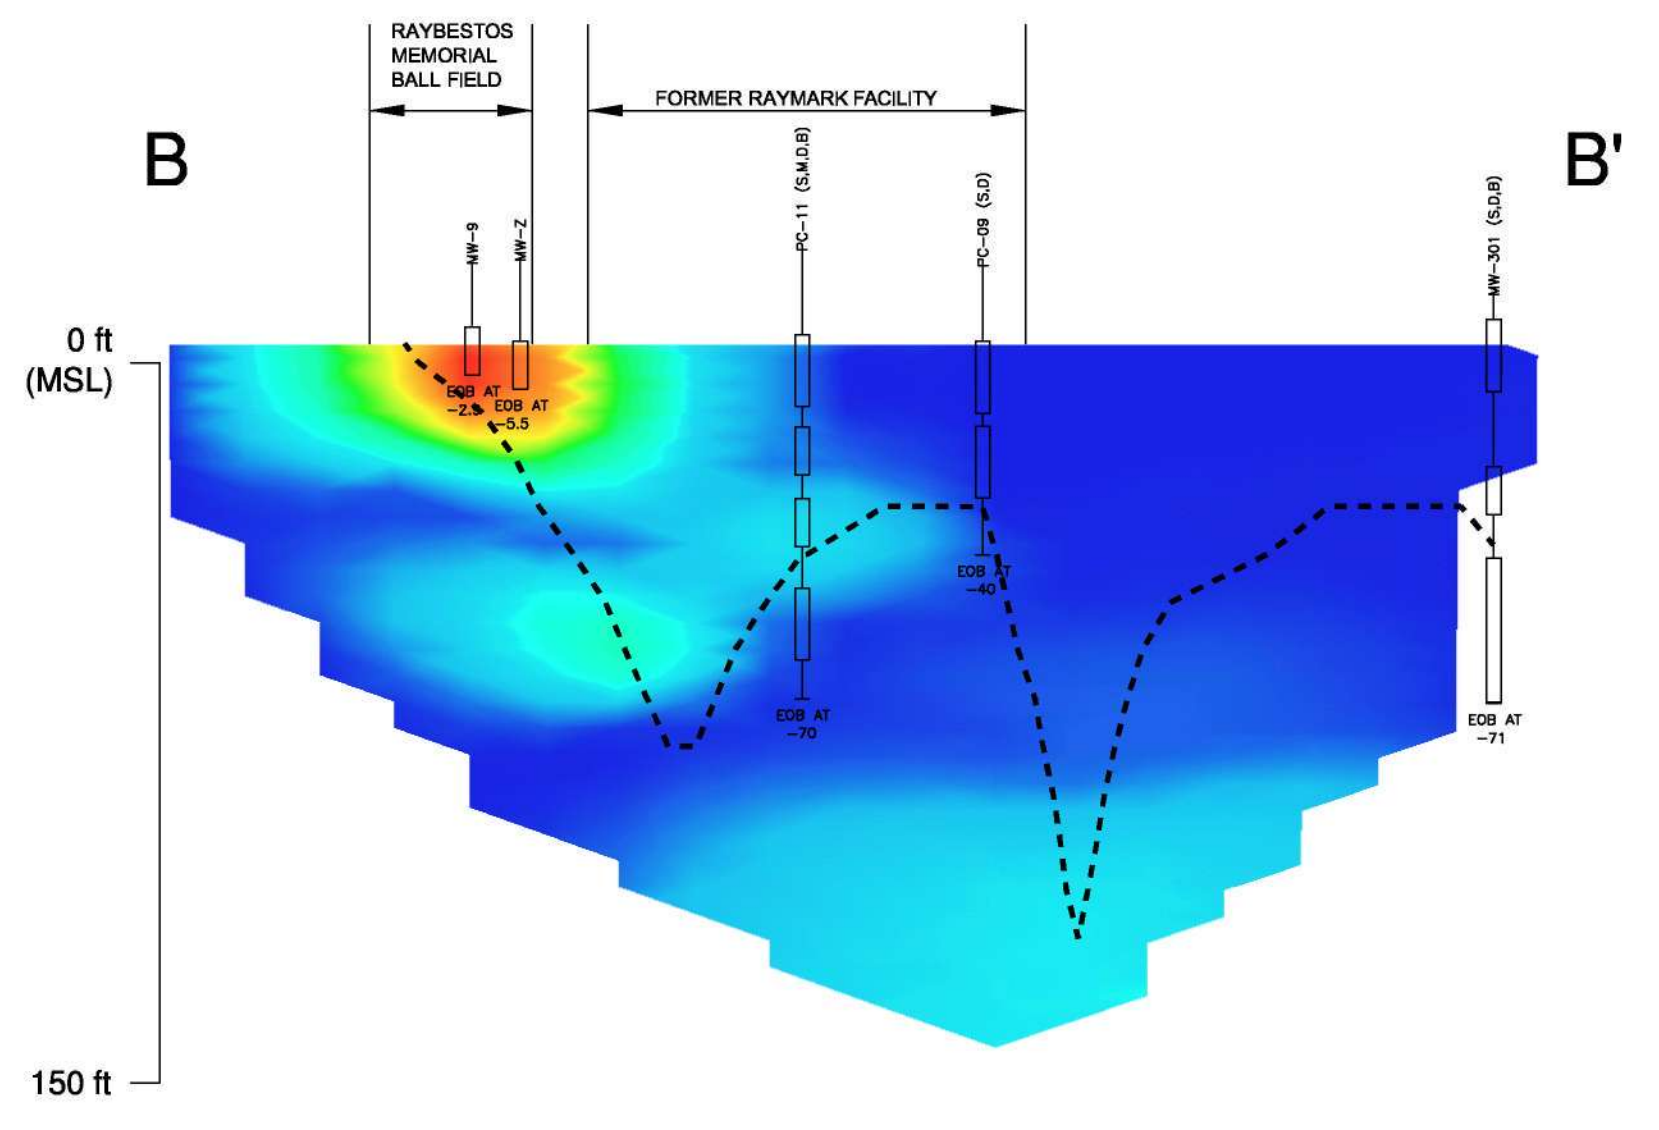 RAYBESTOS
MEMORIAL
BALL FIELD
FORMER RAYMARK FACILITY
B
B'
MW-9
MW-Z
PC-11 (S,M,D,B)
PC-09 (S,D)
MW-301 (S,D,B)
0 ft
(MSL)
EOB AT
EOB AT
-5.5
EOB AT
-40
EOB AT
-70
EOB AT
-71
150 ft